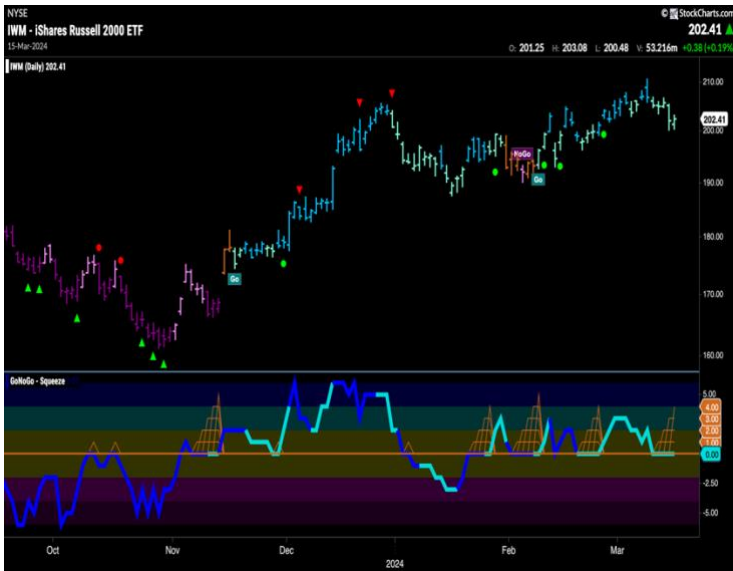 NYSE
© StockCharts.com
IWM - iShares Russell 2000 ETF
202.41
15-Mar-2024
O: 201.25 H: 203.08 L: 200.48 V: 53.216m +0.38 (+0.19%)
IWM (Daily) 202.41
210.00
202.41
200.00
NoGo
Go
190.00
180.00
Go
170.00
160.00
GoNoGo - Squeeze
5.00
4.00
3.00
2.00
1.00
0.00
-2.50
-5.00
Oct Nov Dec Feb Mar
2024